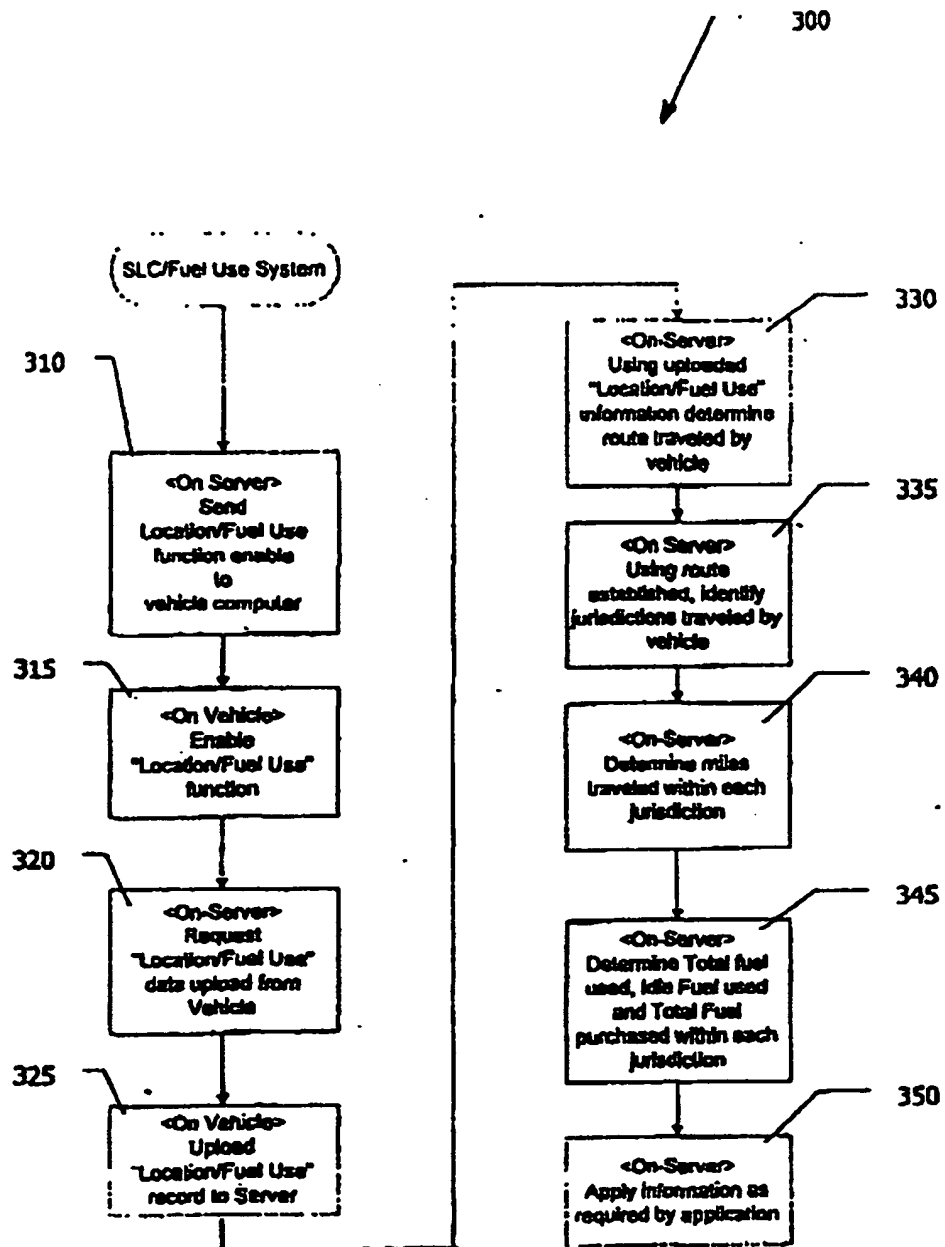 300
SLC/Fuel Use System
310
<On Server>
Send
Location/Fuel Use
function enable
to
vehicle computer
315
<On Vehicle>
Enable
"Location/Fuel Use"
function
320
<On-Server>
Request
"Location/Fuel Use"
data upload from
Vehicle
325
<On Vehicle>
Upload
"Location/Fuel Use"
record to Server
330
<On-Server>
Using uploaded
"Location/Fuel Use"
information determine
route traveled by
vehicle
335
<On Server>
Using route
established, identify
jurisdictions traveled by
vehicle
340
<On-Server>
Determine miles
traveled within each
jurisdiction
345
<On-Server>
Determine Total fuel
used, Idle Fuel used
and Total Fuel
purchased within each
jurisdiction
350
<On-Server>
Apply information as
required by application